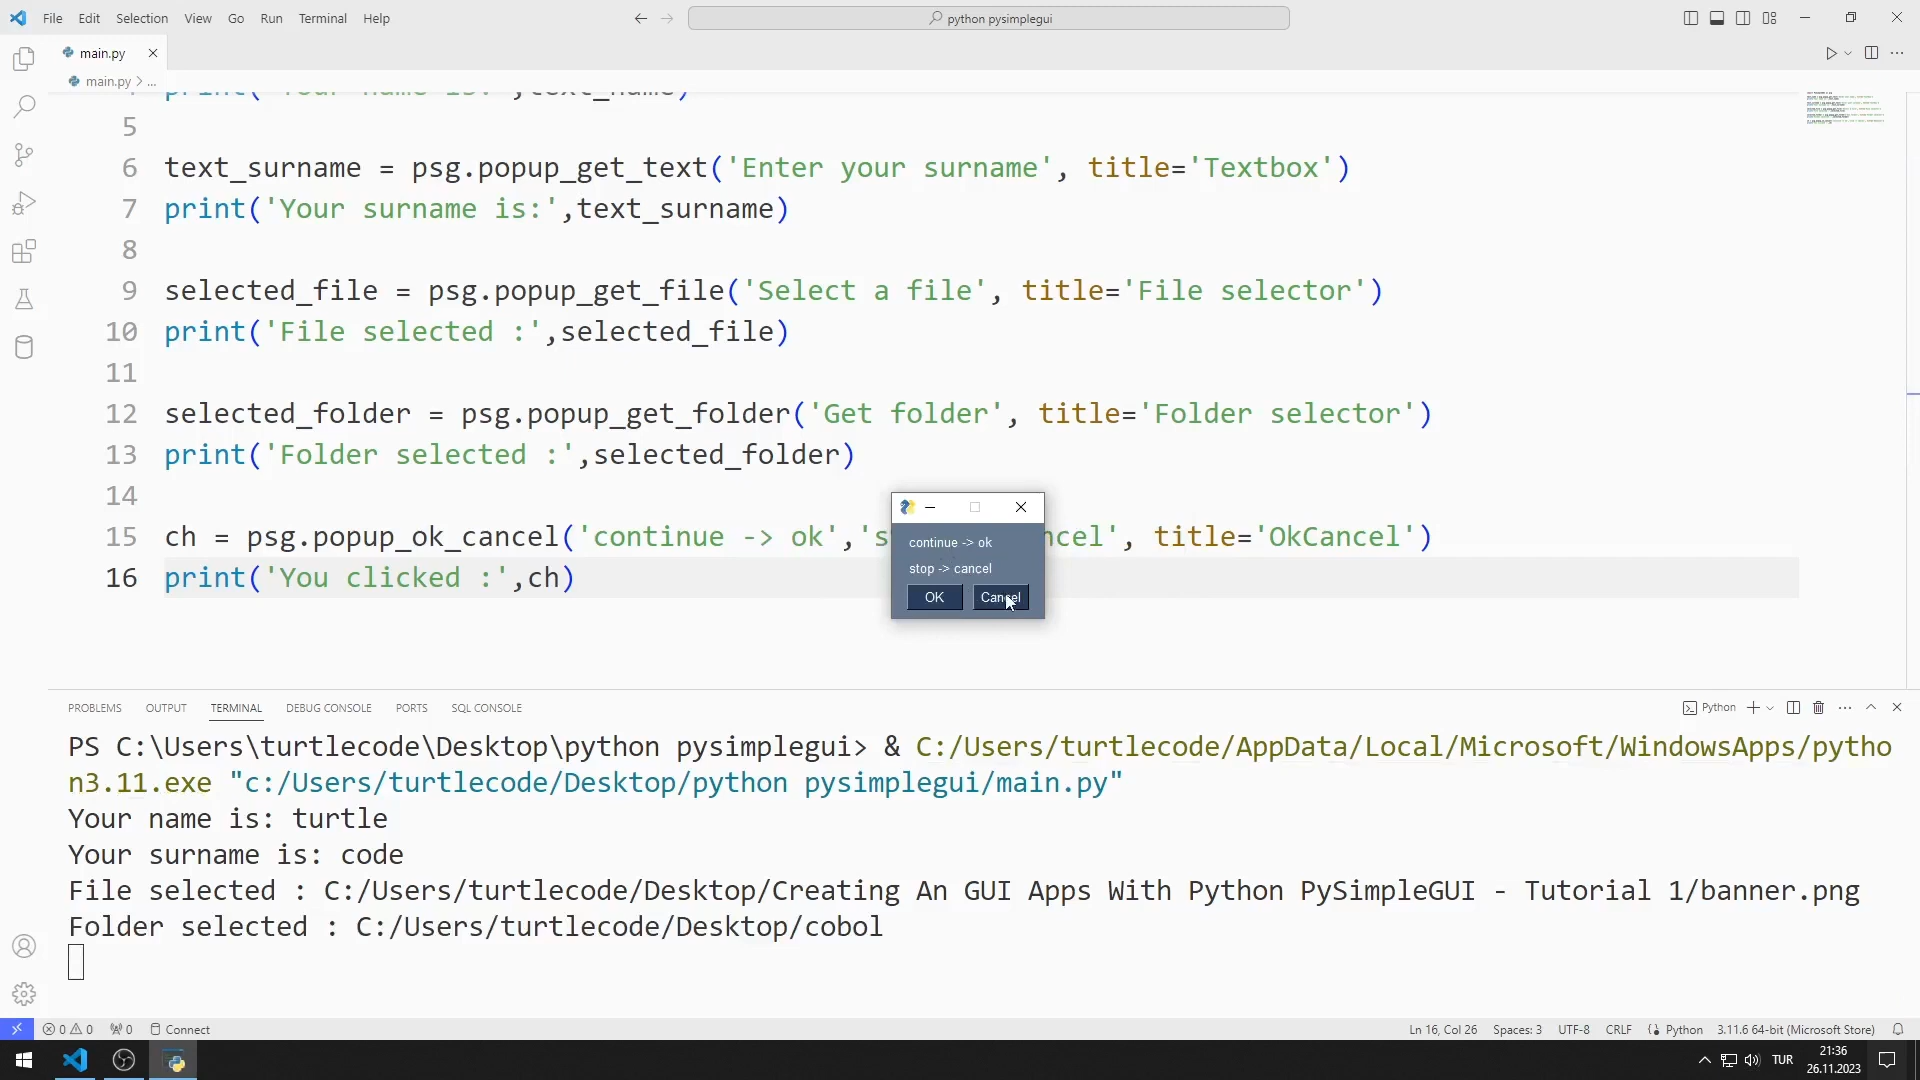 File Edit Selection View Go Run Terminal Help
python pysimplegui
main.py
main.py > ...
print('Your name is:',text_name)
5
6 text_surname = psg.popup_get_text('Enter your surname', title='Textbox')
7 print('Your surname is:',text_surname)
8
9 selected_file = psg.popup_get_file('Select a file', title='File selector')
10 print('File selected :',selected_file)
11
12 selected_folder = psg.popup_get_folder('Get folder', title='Folder selector')
13 print('Folder selected :',selected_folder)
14
15 ch = psg.popup_ok_cancel('continue -> ok','s ncel', title='OkCancel')
16 print('You clicked :',ch)
continue -> ok
stop -> cancel
OK Cancel
PROBLEMS OUTPUT TERMINAL DEBUG CONSOLE PORTS SQL CONSOLE
Python
PS C:\Users\turtlecode\Desktop\python pysimplegui> & C:/Users/turtlecode/AppData/Local/Microsoft/WindowsApps/pytho
n3.11.exe "c:/Users/turtlecode/Desktop/python pysimplegui/main.py"
Your name is: turtle
Your surname is: code
File selected : C:/Users/turtlecode/Desktop/Creating An GUI Apps With Python PySimpleGUI - Tutorial 1/banner.png
Folder selected : C:/Users/turtlecode/Desktop/cobol
0 0 0 Connect
Ln 16, Col 26 Spaces: 3 UTF-8 CRLF Python 3.11.6 64-bit (Microsoft Store)
TUR
21:36
26.11.2023